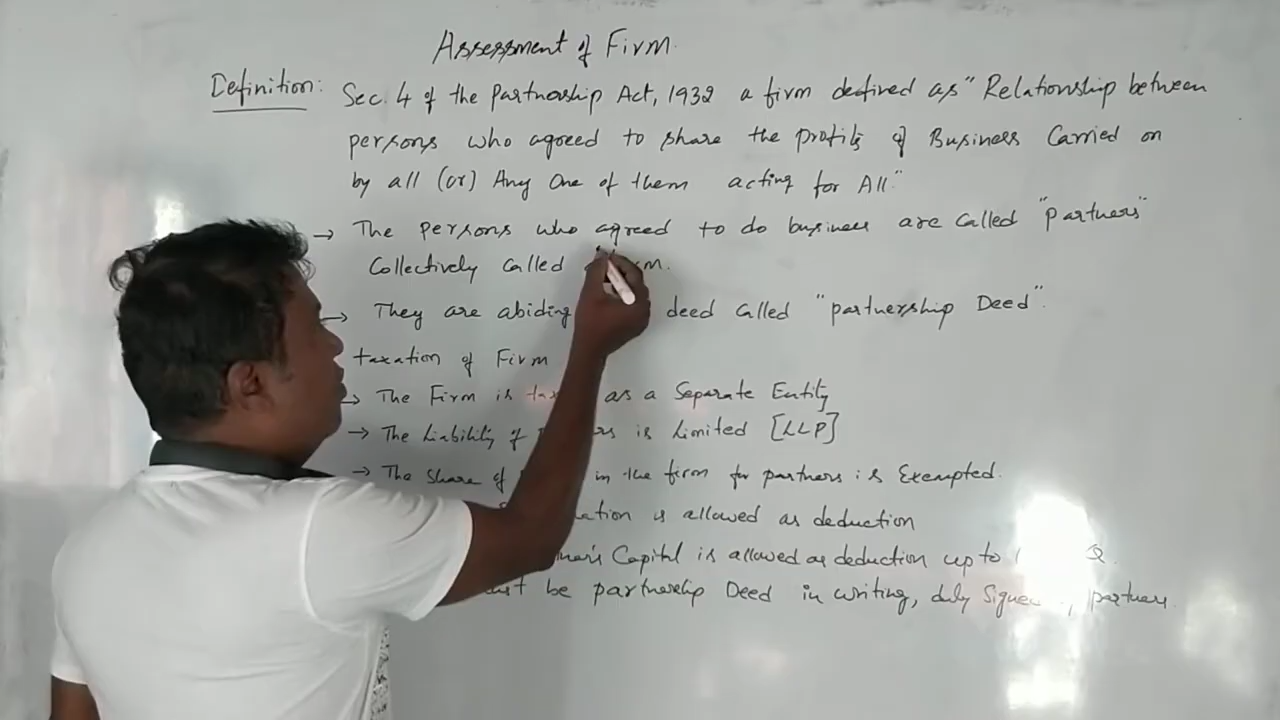 Assessment of Firm.
Definition: Sec. 4 of the Partnership Act, 1932 a firm defined as "Relationship between
persons who agreed to share the profits of Business Carried on
by all (or) Any One of them acting for All"
→ The persons who agreed to do business are called "partners"
Collectively called
→ They are abiding deed called "partnership Deed".
taxation of Firm
→ The Firm is as a Separate Entity
→ The Liability of is Limited [LLP]
→ The share of in the firm for partners is Exempted.
is allowed as deduction
Capital is allowed as deduction up to
be partnership Deed in writing, duly partners.